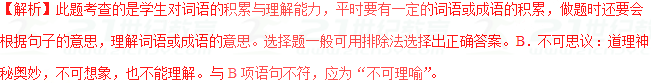 【解析】此题考查的是学生对词语的积累与理解能力，平时要有一定的词语或成语的积累，做题时还要会
根据句子的意思，理解词语或成语的意思。选择题一般可用排除法选择出正确答案。B．不可思议：道理神
秘奥妙，不可想象，也不能理解。与 B 项语句不符，应为“不可理喻”。